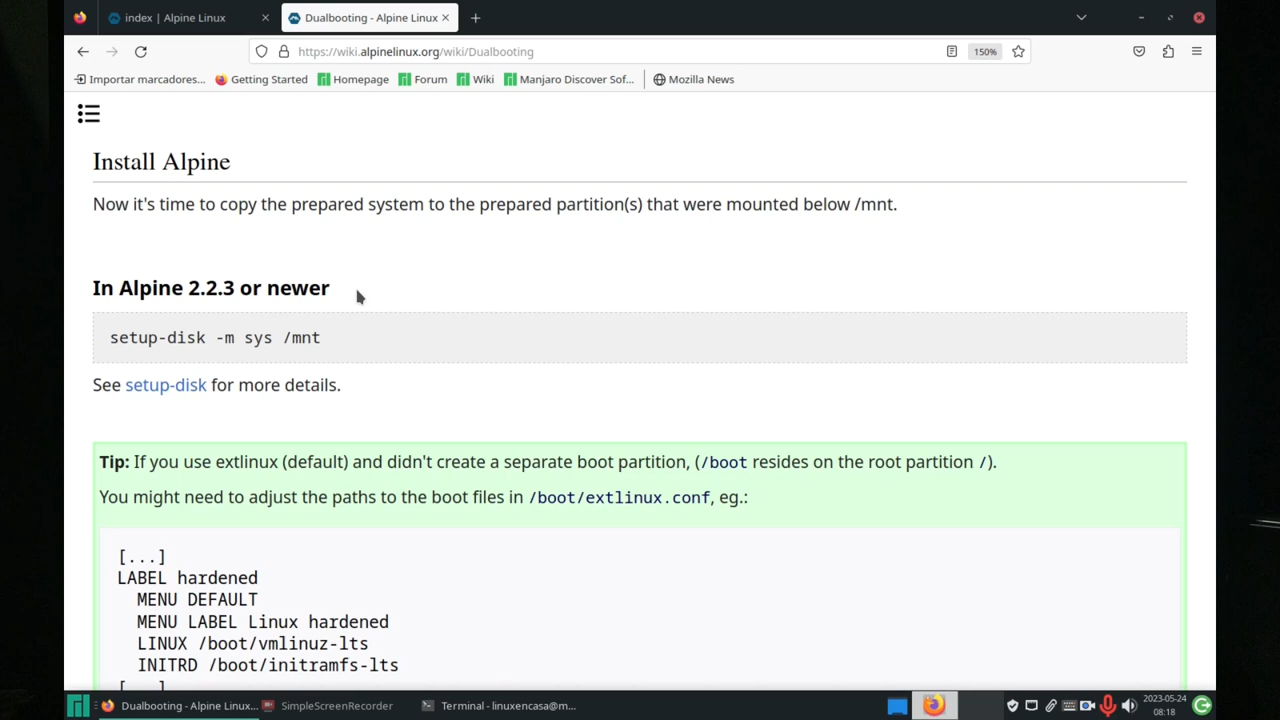 index | Alpine Linux
Dualbooting - Alpine Linux
https://wiki.alpinelinux.org/wiki/Dualbooting
150%
Importar marcadores...
Getting Started
Homepage
Forum
Wiki
Manjaro Discover Sof...
Mozilla News
Install Alpine
Now it's time to copy the prepared system to the prepared partition(s) that were mounted below /mnt.
In Alpine 2.2.3 or newer
setup-disk -m sys /mnt
See setup-disk for more details.
Tip: If you use extlinux (default) and didn't create a separate boot partition, (/boot resides on the root partition /).
You might need to adjust the paths to the boot files in /boot/extlinux.conf, eg.:
[...]
LABEL hardened
MENU DEFAULT
MENU LABEL Linux hardened
LINUX /boot/vmlinuz-lts
INITRD /boot/initramfs-lts
[...]
Dualbooting - Alpine Linux...
SimpleScreenRecorder
Terminal - linuxencasa@m...
2023-05-24
08:18